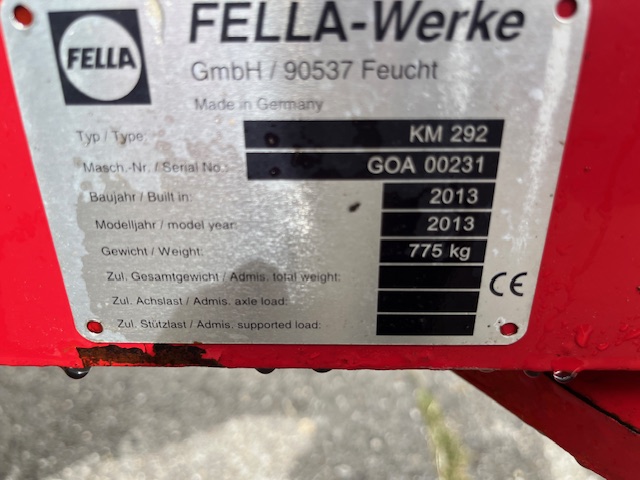 FELLA
FELLA-Werke
GmbH / 90537 Feucht
Made in Germany
Typ / Type: KM 292
Masch.-Nr. / Serial No.: GOA 00231
Baujahr / Built in: 2013
Modelljahr / model year: 2013
Gewicht / Weight: 775 kg
Zul. Gesamtgewicht / Admis. total weight:
Zul. Achslast / Admis. axle load:
Zul. Stützlast / Admis. supported load:
CE